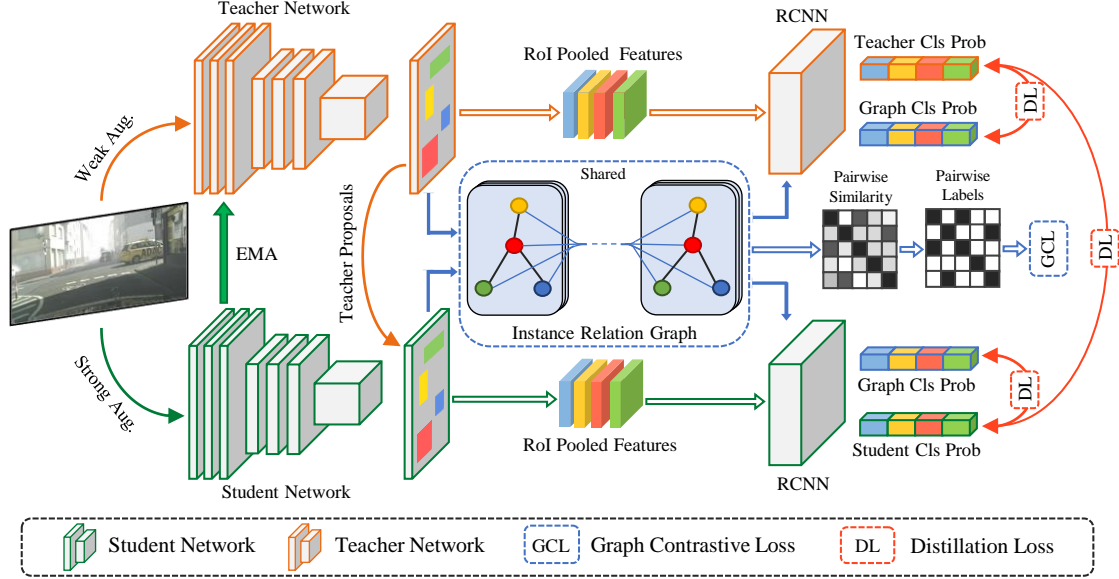 Teacher Network
RCNN
RoI Pooled Features
Teacher Cls Prob
DL
Graph Cls Prob
Weak Aug.
Shared
Pairwise
Similarity
Pairwise
Labels
EMA
Teacher Proposals
GCL
DL
Instance Relation Graph
Strong Aug.
Graph Cls Prob
DL
RoI Pooled Features
Student Cls Prob
RCNN
Student Network
Student Network
Teacher Network
GCL
Graph Contrastive Loss
DL
Distillation Loss